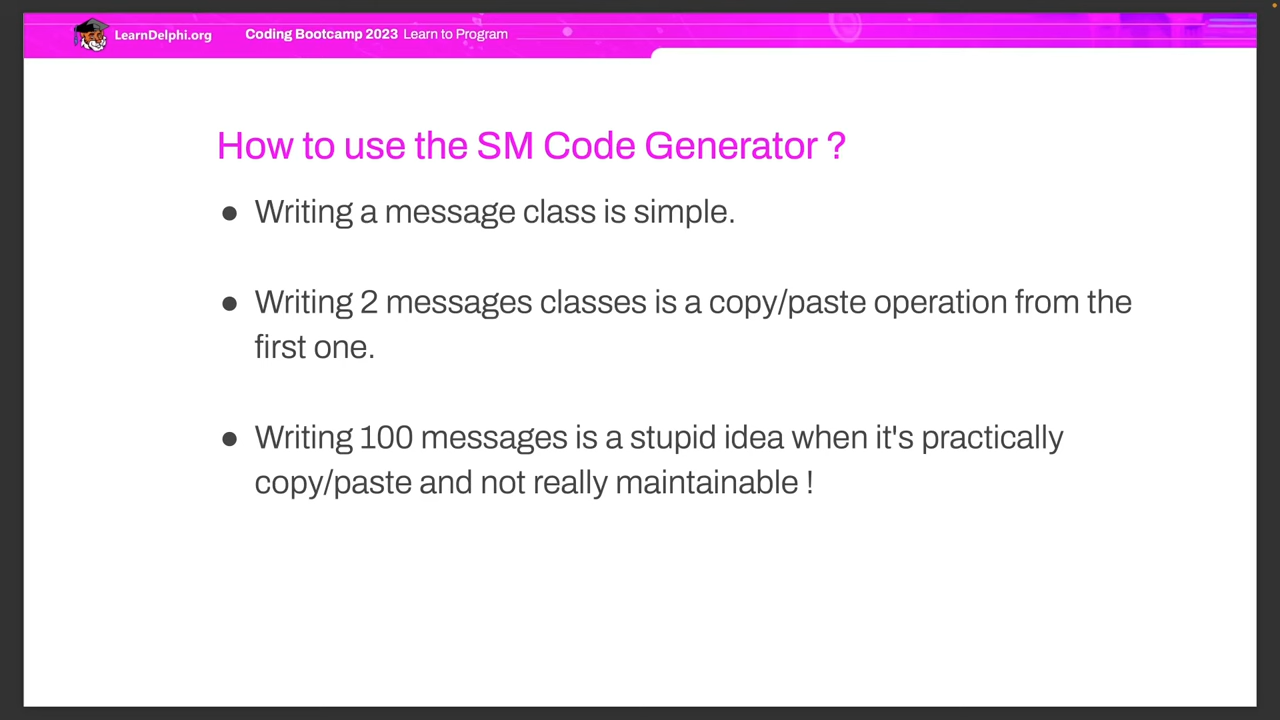 LearnDelphi.org
Coding Bootcamp 2023 Learn to Program
How to use the SM Code Generator ?
● Writing a message class is simple.
● Writing 2 messages classes is a copy/paste operation from the
first one.
● Writing 100 messages is a stupid idea when it's practically
copy/paste and not really maintainable !